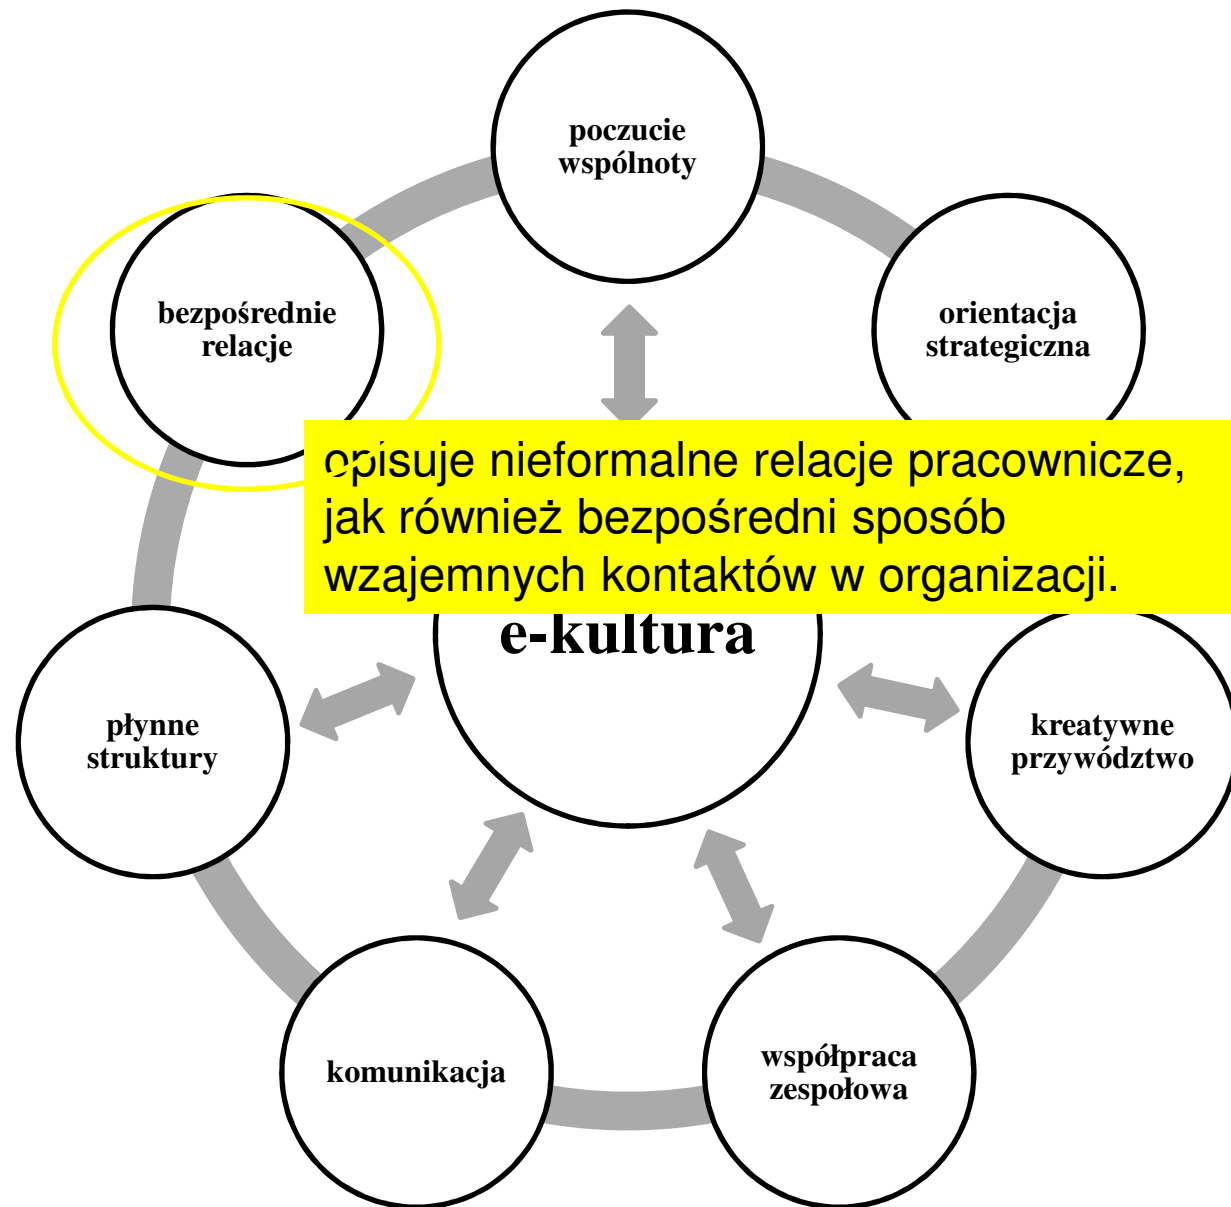 poczucie
wspólnoty
bezpośrednie
relacje
orientacja
strategiczna
opisuje nieformalne relacje pracownicze,
jak również bezpośredni sposób
wzajemnych kontaktów w organizacji.
e-kultura
płynne
struktury
kreatywne
przywództwo
komunikacja
współpraca
zespołowa